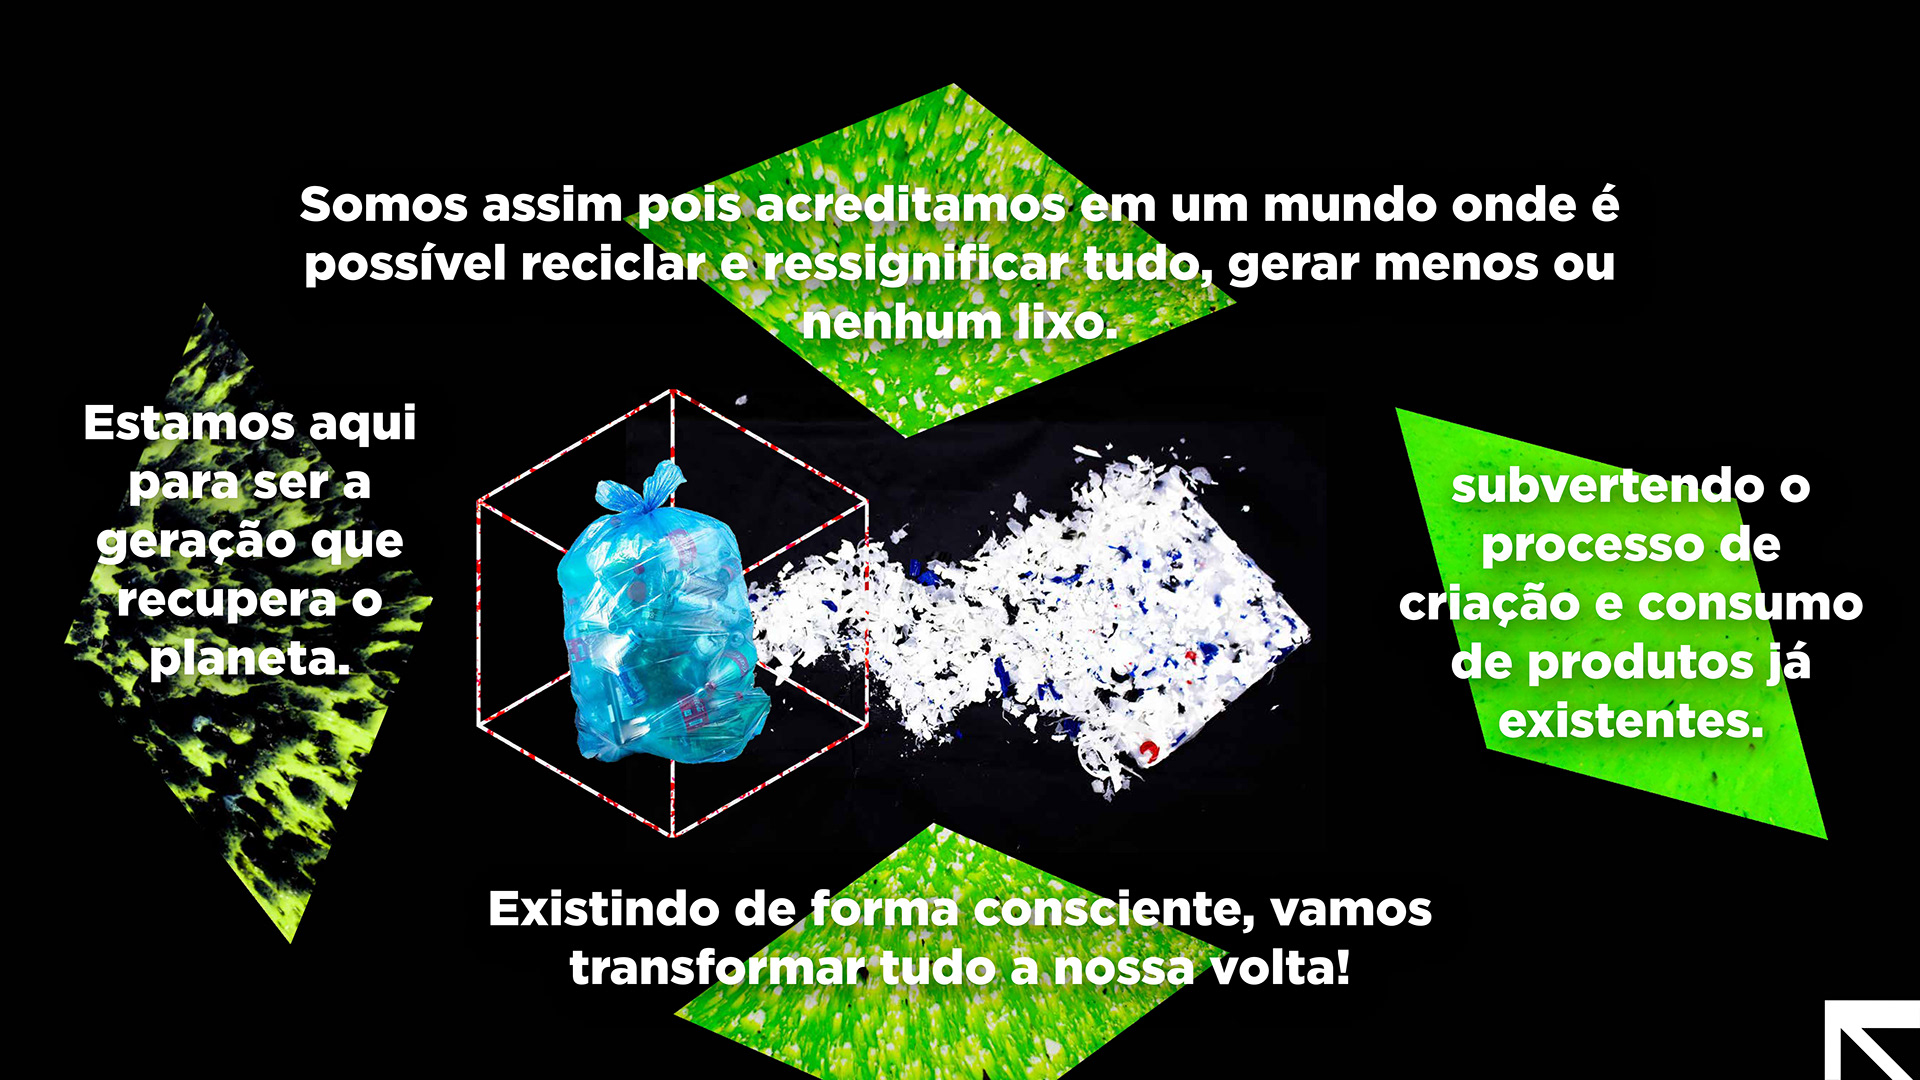 Somos assim pois acreditamos em um mundo onde é
possível reciclar e ressignificar tudo, gerar menos ou
nenhum lixo.
Estamos aqui
para ser a
geração que
recupera o
planeta.
subvertendo o
processo de
criação e consumo
de produtos já
existentes.
Existindo de forma consciente, vamos
transformar tudo a nossa volta!